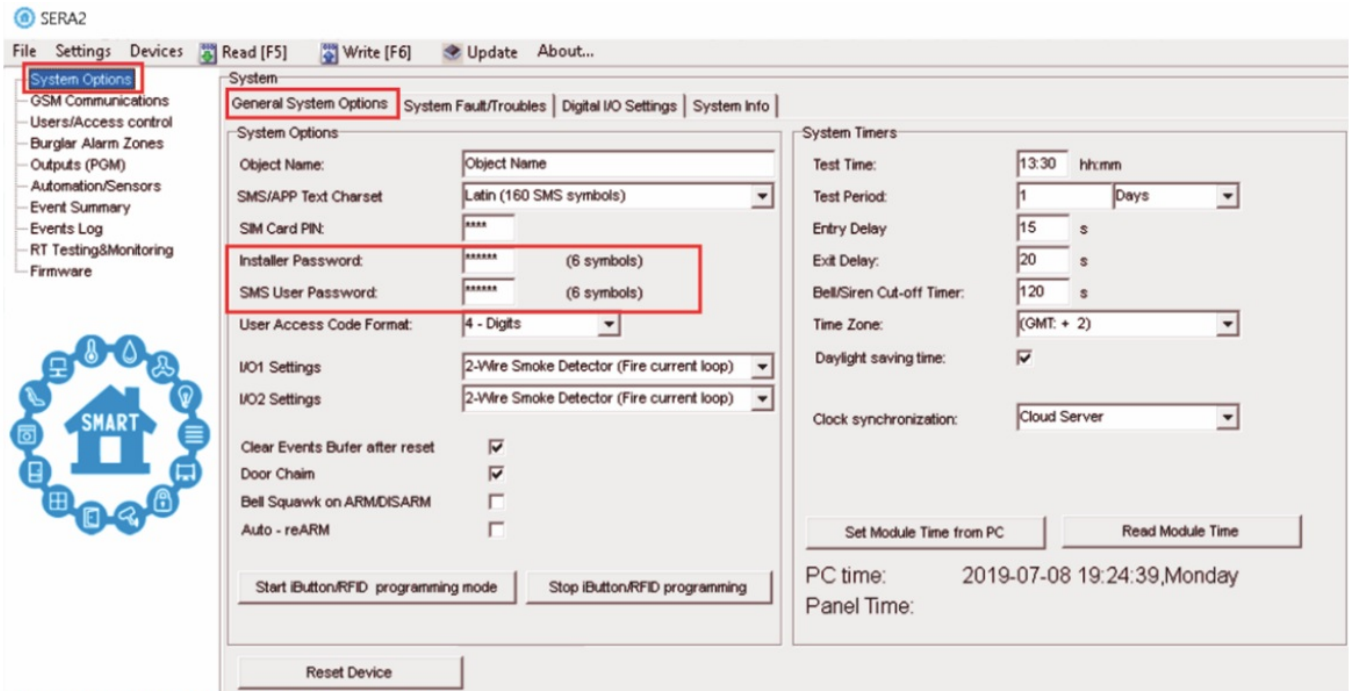 SERA2
File Settings Devices Read [F5] Write [F6] Update About...
System Options
GSM Communications
Users/Access control
Burglar Alarm Zones
Outputs (PGM)
Automation/Sensors
Event Summary
Events Log
RT Testing&Monitoring
Firmware
SMART
System
General System Options System Fault/Troubles Digital I/O Settings System Info
System Options
Object Name: Object Name
SMS/APP Text Charset Latin (160 SMS symbols)
SIM Card PIN: ****
Installer Password: ****** (6 symbols)
SMS User Password: ****** (6 symbols)
User Access Code Format: 4 - Digits
I/O1 Settings 2-Wire Smoke Detector (Fire current loop)
I/O2 Settings 2-Wire Smoke Detector (Fire current loop)
Clear Events Bufer after reset
Door Chaim
Bell Squawk on ARM/DISARM
Auto - reARM
Start iButton/RFID programming mode Stop iButton/RFID programming
Reset Device
System Timers
Test Time: 13:30 hh:mm
Test Period: 1 Days
Entry Delay 15 s
Exit Delay: 20 s
Bell/Siren Cut-off Timer: 120 s
Time Zone: (GMT: + 2)
Daylight saving time:
Clock synchronization: Cloud Server
Set Module Time from PC Read Module Time
PC time: 2019-07-08 19:24:39,Monday
Panel Time: